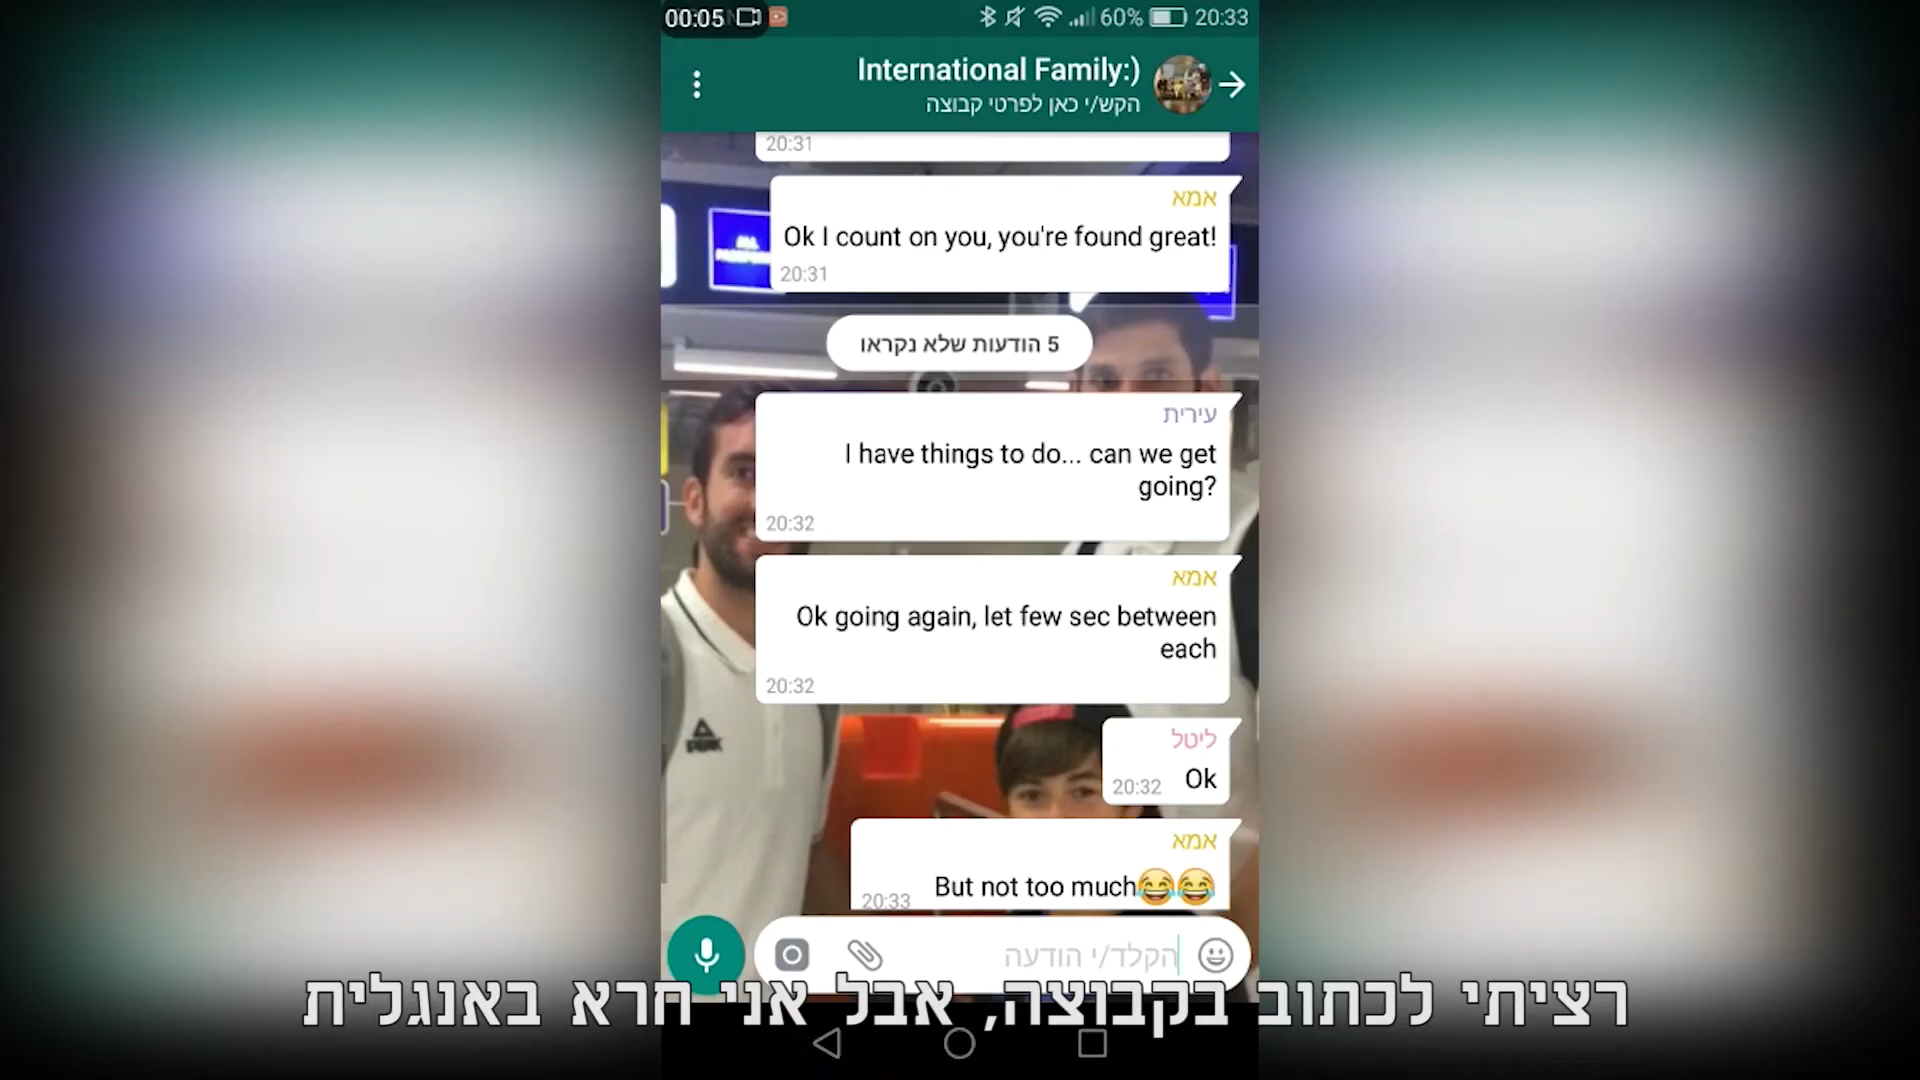 00:05
60%
20:33
International Family:)
הקש/י כאן לפרטי קבוצה
20:31
אמא
Ok I count on you, you're found great!
20:31
5 הודעות שלא נקראו
עירית
I have things to do... can we get
going?
20:32
אמא
Ok going again, let few sec between
each
20:32
ליטל
Ok
20:32
PEAK
אמא
But not too much😂😂
20:33
הקלד/י הודעה
רציתי לכתוב בקבוצה, אבל אני חרא באנגלית